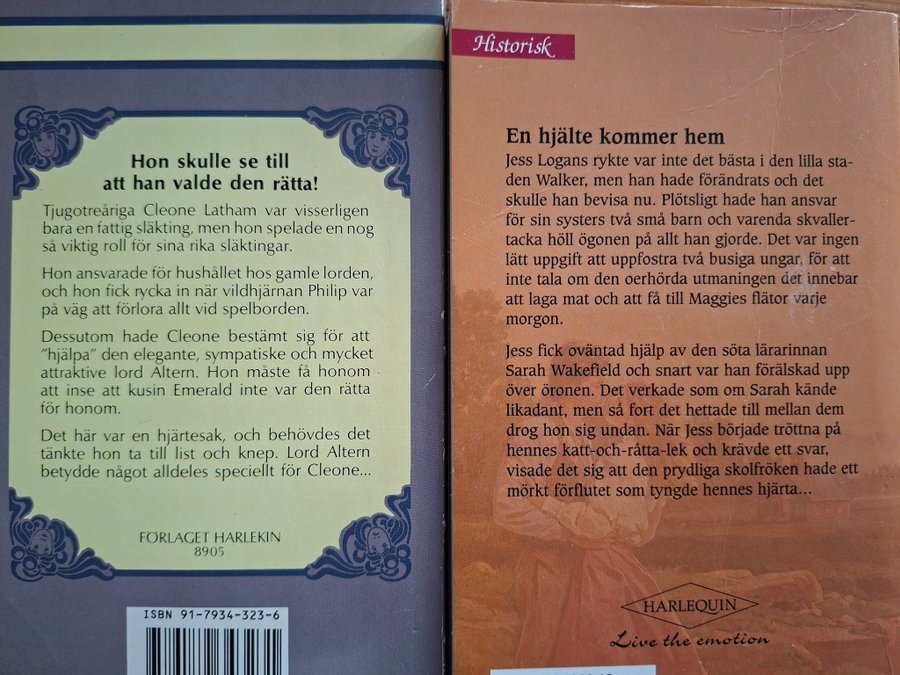 Hon skulle se till
att han valde den rätta!
Tjugotreåriga Cleone Latham var visserligen
bara en fattig släkting, men hon spelade en nog
så viktig roll för sina rika släktingar.
Hon ansvarade för hushållet hos gamle lorden,
och hon fick rycka in när vildhjärnan Philip var
på väg att förlora allt vid spelborden.
Dessutom hade Cleone bestämt sig för att
"hjälpa" den elegante, sympatiske och mycket
attraktive lord Altern. Hon måste få honom
att inse att kusin Emerald inte var den rätta
för honom.
Det här var en hjärtesak, och behövdes det
tänkte hon ta till list och knep. Lord Altern
betydde något alldeles speciellt för Cleone...
FÖRLAGET HARLEKIN
8905
ISBN 91-7934-323-6
Historisk
En hjälte kommer hem
Jess Logans rykte var inte det bästa i den lilla sta-
den Walker, men han hade förändrats och det
skulle han bevisa nu. Plötsligt hade han ansvar
för sin systers två små barn och varenda skvaller-
tacka höll ögonen på allt han gjorde. Det var ingen
lätt uppgift att uppfostra två busiga ungar, för att
inte tala om den oerhörda utmaningen det innebar
att laga mat och att få till Maggies flätor varje
morgon.
Jess fick oväntad hjälp av den söta lärarinnan
Sarah Wakefield och snart var han förälskad upp
över öronen. Det verkade som om Sarah kände
likadant, men så fort det hettade till mellan dem
drog hon sig undan. När Jess började tröttna på
hennes katt-och-råtta-lek och krävde ett svar,
visade det sig att den prydliga skolfröken hade ett
mörkt förflutet som tyngde hennes hjärta...
HARLEQUIN
Live the emotion